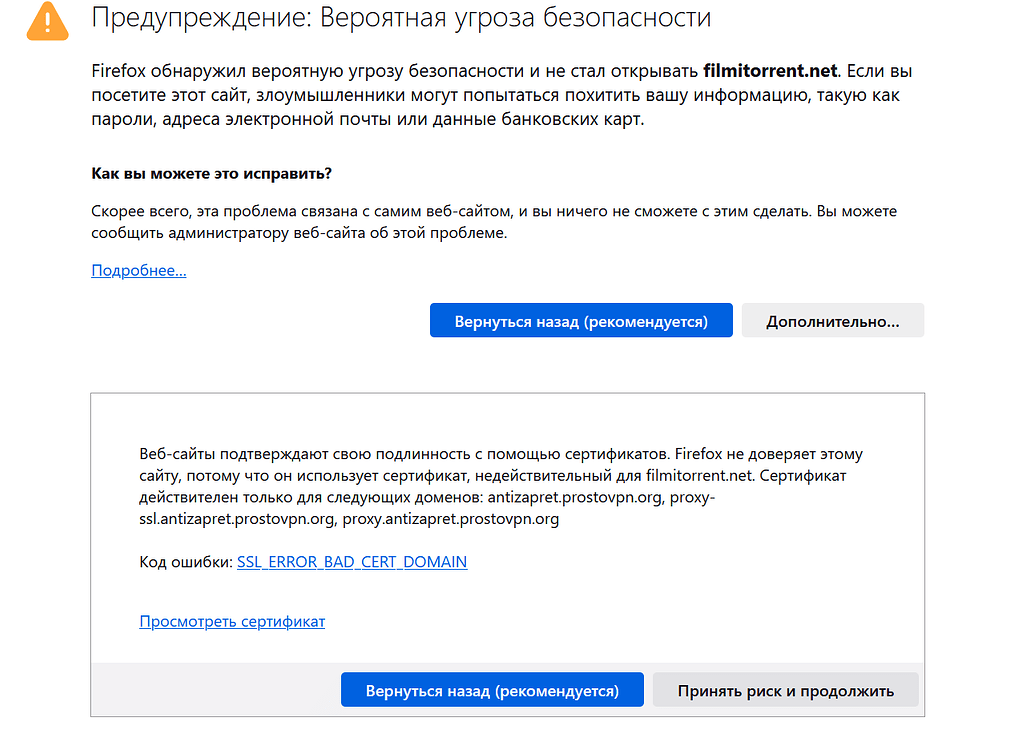 Предупреждение: Вероятная угроза безопасности
Firefox обнаружил вероятную угрозу безопасности и не стал открывать filmitorrent.net. Если вы
посетите этот сайт, злоумышленники могут попытаться похитить вашу информацию, такую как
пароли, адреса электронной почты или данные банковских карт.
Как вы можете это исправить?
Скорее всего, эта проблема связана с самим веб-сайтом, и вы ничего не сможете с этим сделать. Вы можете
сообщить администратору веб-сайта об этой проблеме.
Подробнее...
Вернуться назад (рекомендуется) Дополнительно...
Веб-сайты подтверждают свою подлинность с помощью сертификатов. Firefox не доверяет этому
сайту, потому что он использует сертификат, недействительный для filmitorrent.net. Сертификат
действителен только для следующих доменов: antizapret.prostovpn.org, proxy-
ssl.antizapret.prostovpn.org, proxy.antizapret.prostovpn.org
Код ошибки: SSL_ERROR_BAD_CERT_DOMAIN
Просмотреть сертификат
Вернуться назад (рекомендуется) Принять риск и продолжить